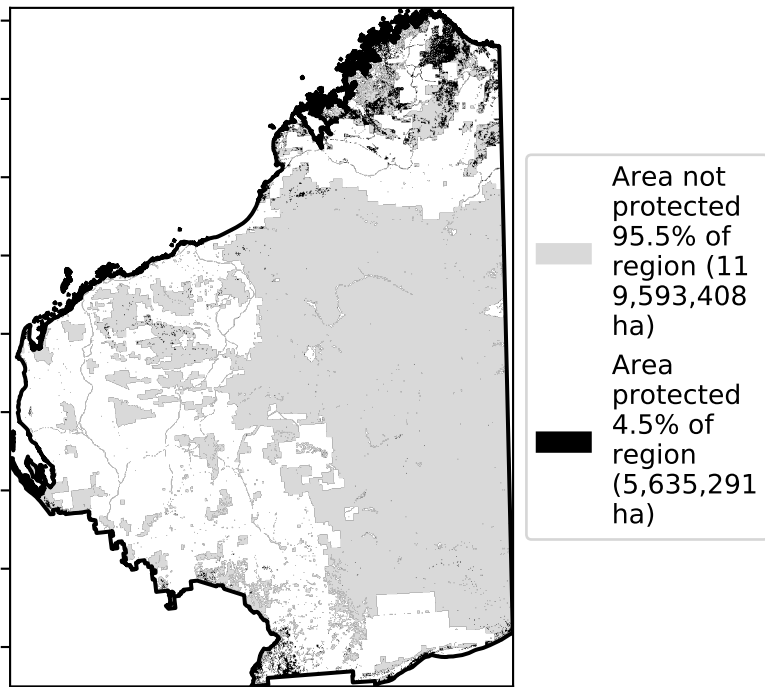 Area not
protected
95.5% of
region (11
9,593,408
ha)
Area
protected
4.5% of
region
(5,635,291
ha)